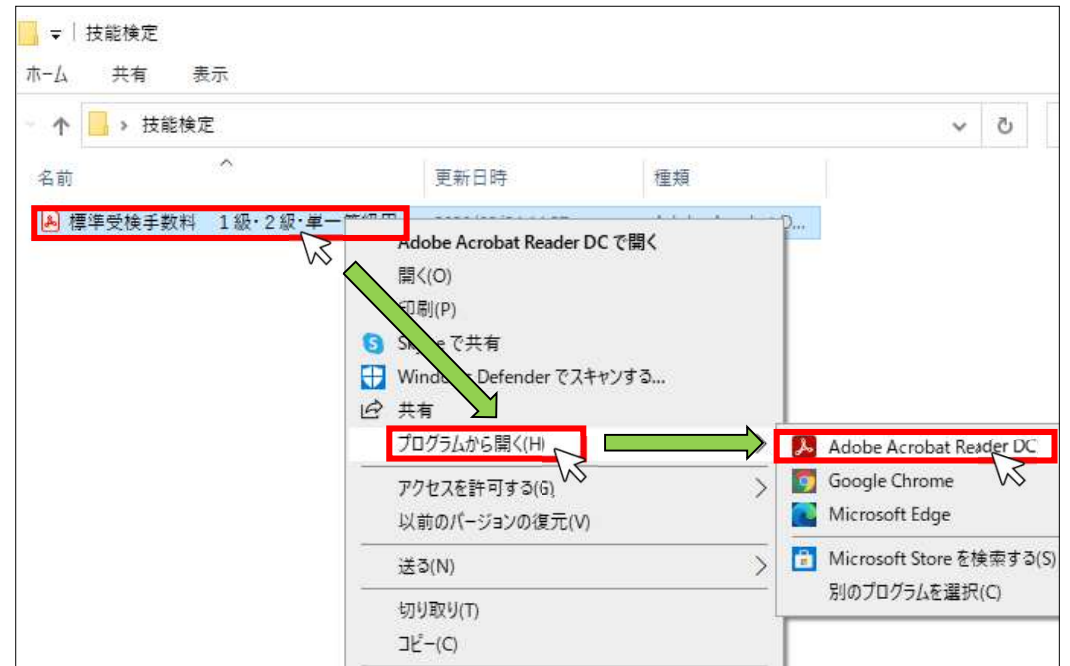 技能検定
ホーム 共有 表示
技能検定
名前 更新日時 種類
標準受検手数料 1級・2級・単一等級用
Adobe Acrobat Reader DC で開く
開く(O)
印刷(P)
Skype で共有
Windows Defender でスキャンする...
共有
プログラムから開く(H)
アクセスを許可する(G)
以前のバージョンの復元(V)
送る(N)
切り取り(T)
コピー(C)
Adobe Acrobat Reader DC
Google Chrome
Microsoft Edge
Microsoft Store を検索する(S)
別のプログラムを選択(C)